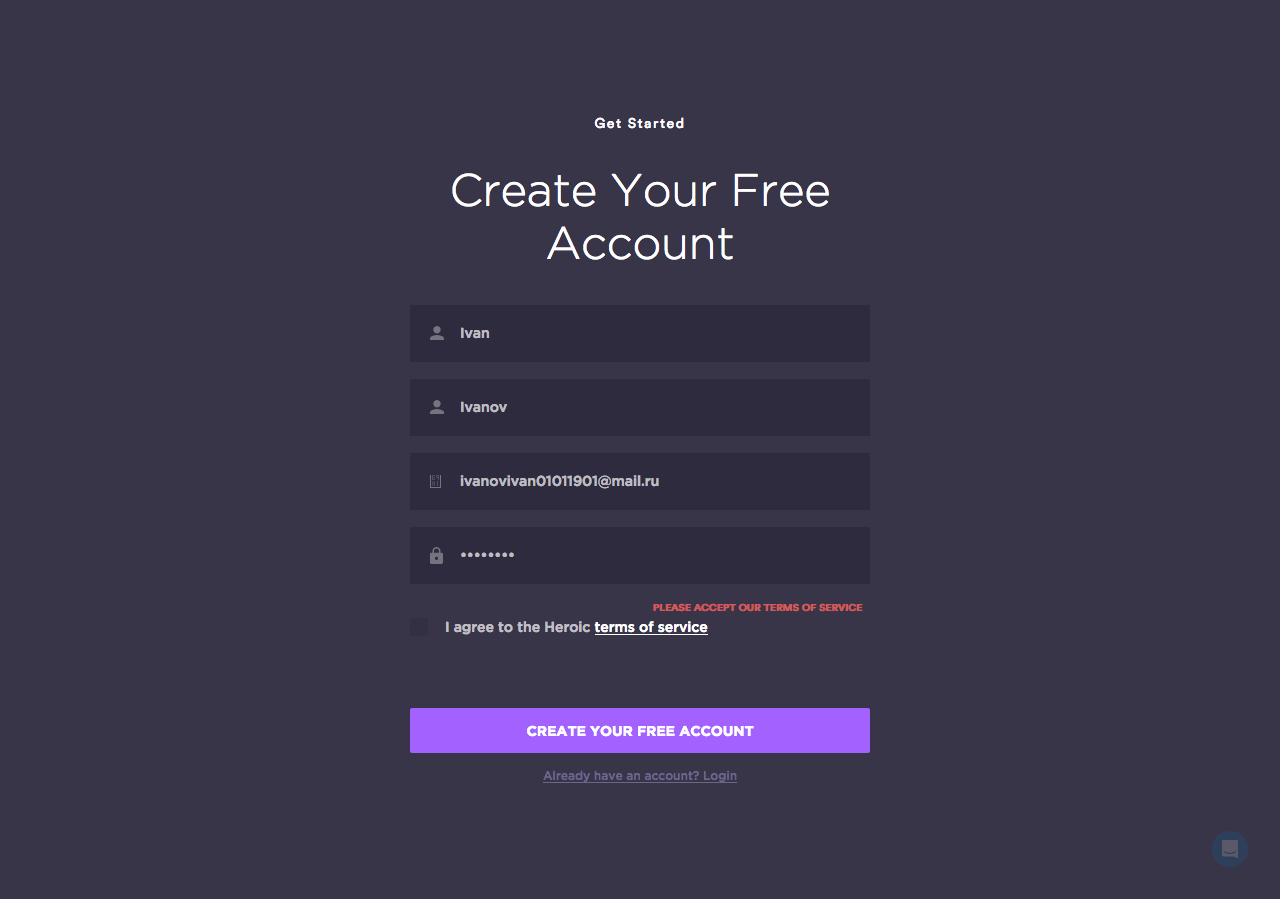 Get Started
Create Your Free
Account
Ivan
Ivanov
ivanovivan01011901@mail.ru
••••••••
PLEASE ACCEPT OUR TERMS OF SERVICE
I agree to the Heroic terms of service
CREATE YOUR FREE ACCOUNT
Already have an account? Login